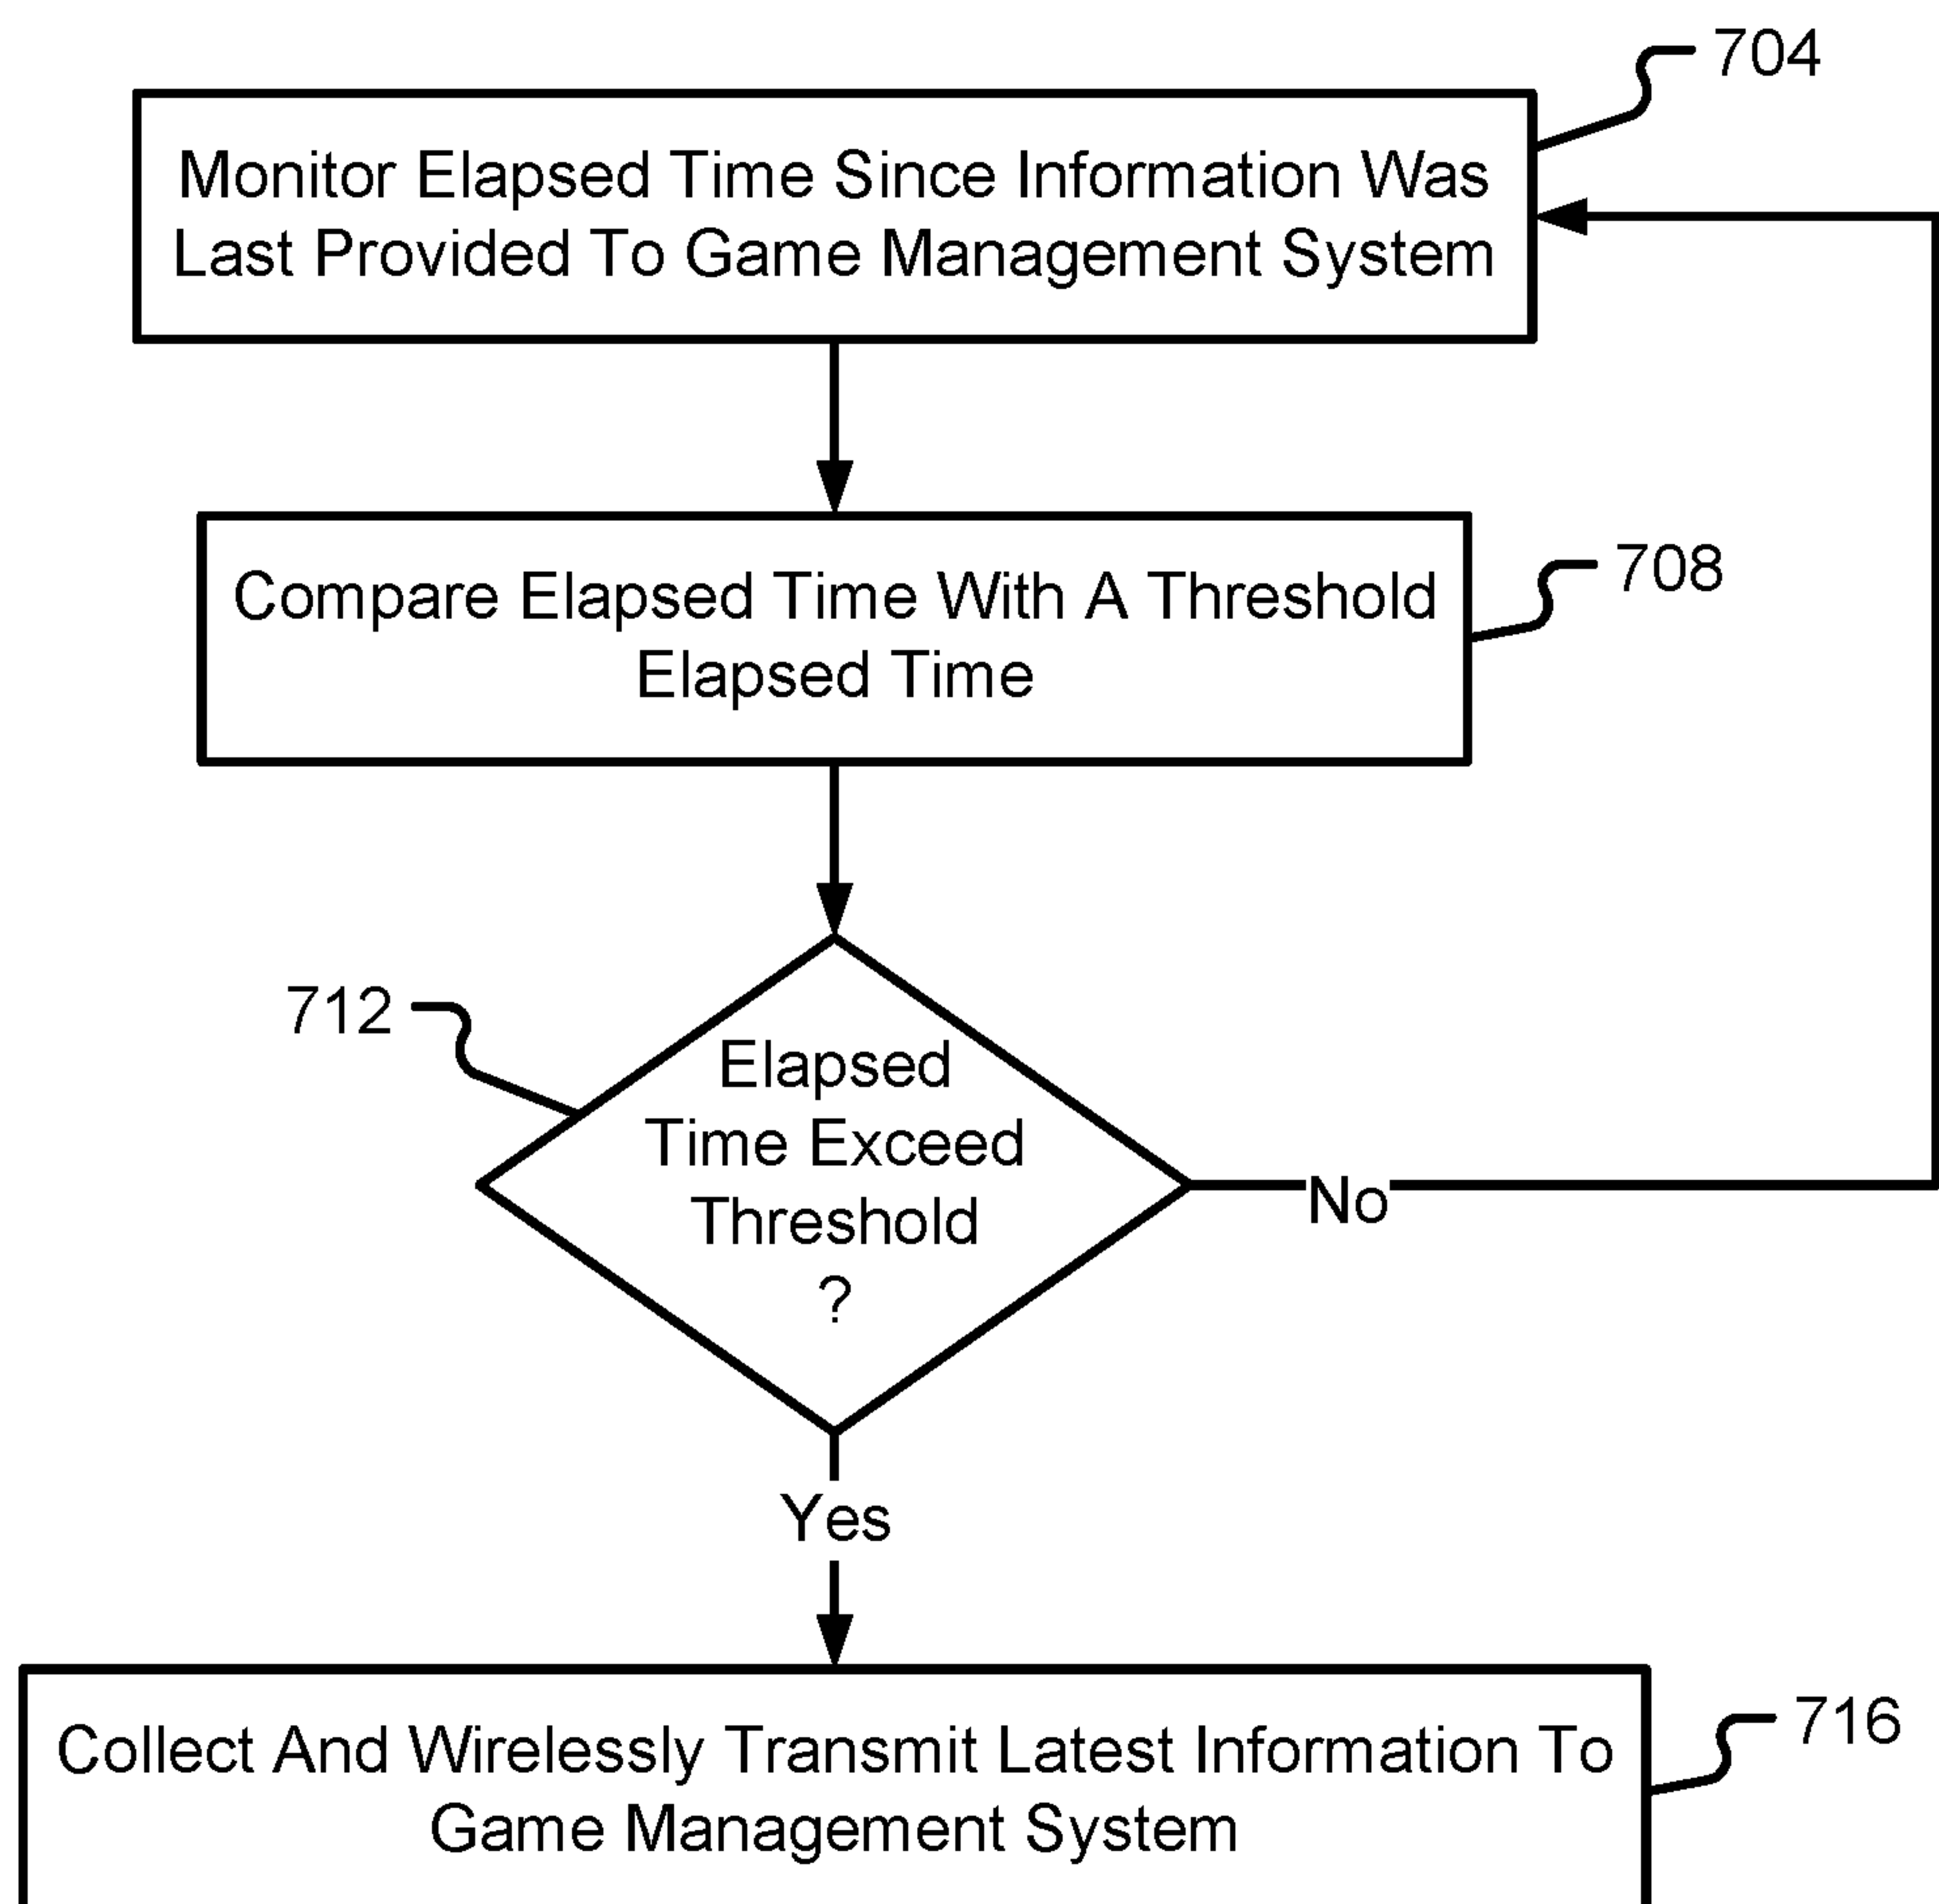 704
Monitor Elapsed Time Since Information Was
Last Provided To Game Management System
Compare Elapsed Time With A Threshold
Elapsed Time
708
712
Elapsed
Time Exceed
Threshold
?
No
Yes
Collect And Wirelessly Transmit Latest Information To
Game Management System
716